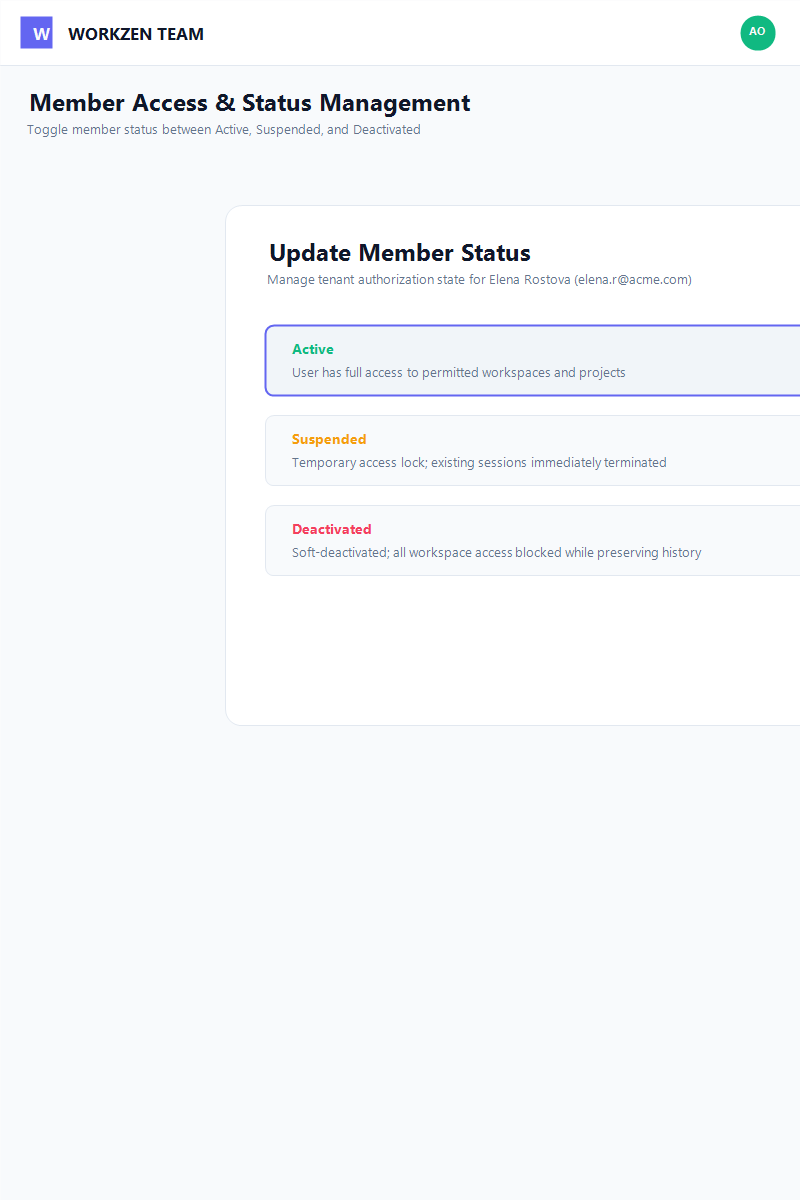 W WORKZEN TEAM
AO
Member Access & Status Management
Toggle member status between Active, Suspended, and Deactivated
Update Member Status
Manage tenant authorization state for Elena Rostova (elena.r@acme.com)
Active
User has full access to permitted workspaces and projects
Suspended
Temporary access lock; existing sessions immediately terminated
Deactivated
Soft-deactivated; all workspace access blocked while preserving history